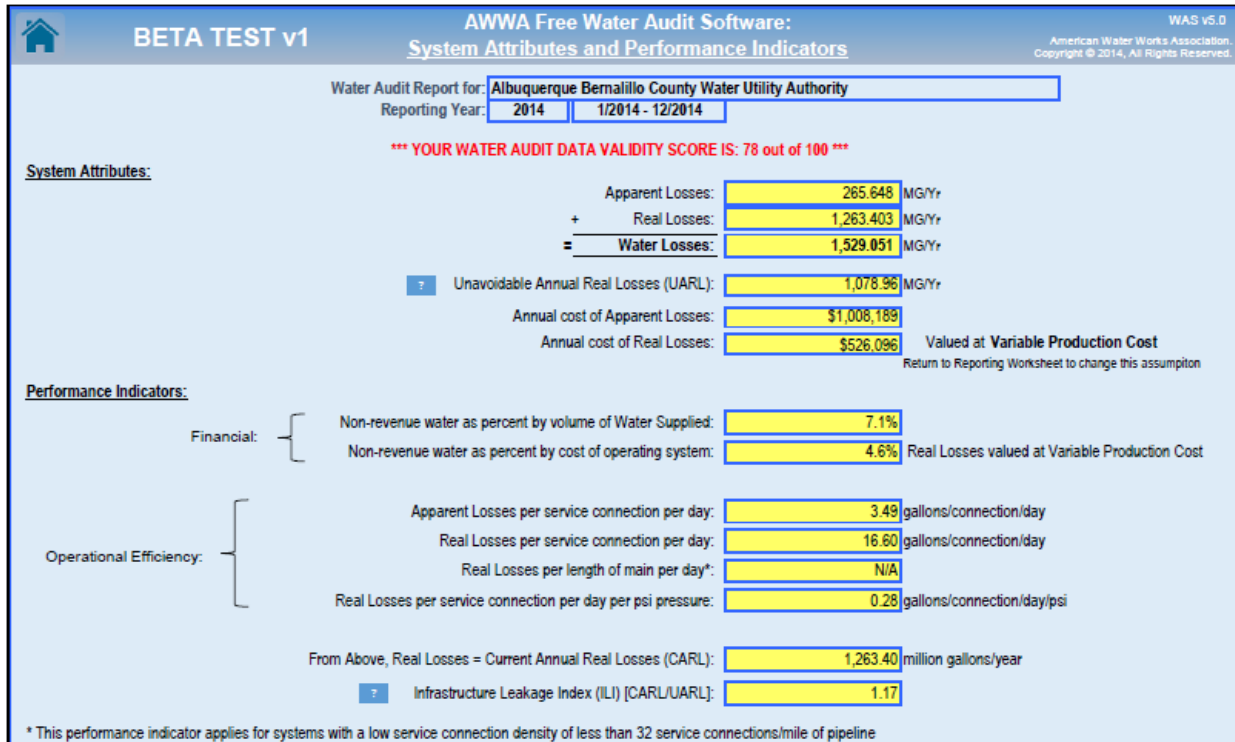 AWWA Free Water Audit Software:
WAS v5.0
BETA TEST v1
System Attributes and Performance Indicators
American Water Works Association.
Copyright © 2014, All Rights Reserved.
Water Audit Report for: Albuquerque Bernalillo County Water Utility Authority
Reporting Year: 2014 1/2014 - 12/2014
*** YOUR WATER AUDIT DATA VALIDITY SCORE IS: 78 out of 100 ***
System Attributes:
Apparent Losses: 265.648 MG/Yr
+ Real Losses: 1,263.403 MG/Yr
= Water Losses: 1,529.051 MG/Yr
? Unavoidable Annual Real Losses (UARL): 1,078.96 MG/Yr
Annual cost of Apparent Losses: $1,008,189
Annual cost of Real Losses: $526,096 Valued at Variable Production Cost
Return to Reporting Worksheet to change this assumpiton
Performance Indicators:
Non-revenue water as percent by volume of Water Supplied: 7.1%
Financial:
Non-revenue water as percent by cost of operating system: 4.6% Real Losses valued at Variable Production Cost
Apparent Losses per service connection per day: 3.49 gallons/connection/day
Real Losses per service connection per day: 16.60 gallons/connection/day
Operational Efficiency:
Real Losses per length of main per day*: N/A
Real Losses per service connection per day per psi pressure: 0.28 gallons/connection/day/psi
From Above, Real Losses = Current Annual Real Losses (CARL): 1,263.40 million gallons/year
? Infrastructure Leakage Index (ILI) [CARL/UARL]: 1.17
* This performance indicator applies for systems with a low service connection density of less than 32 service connections/mile of pipeline